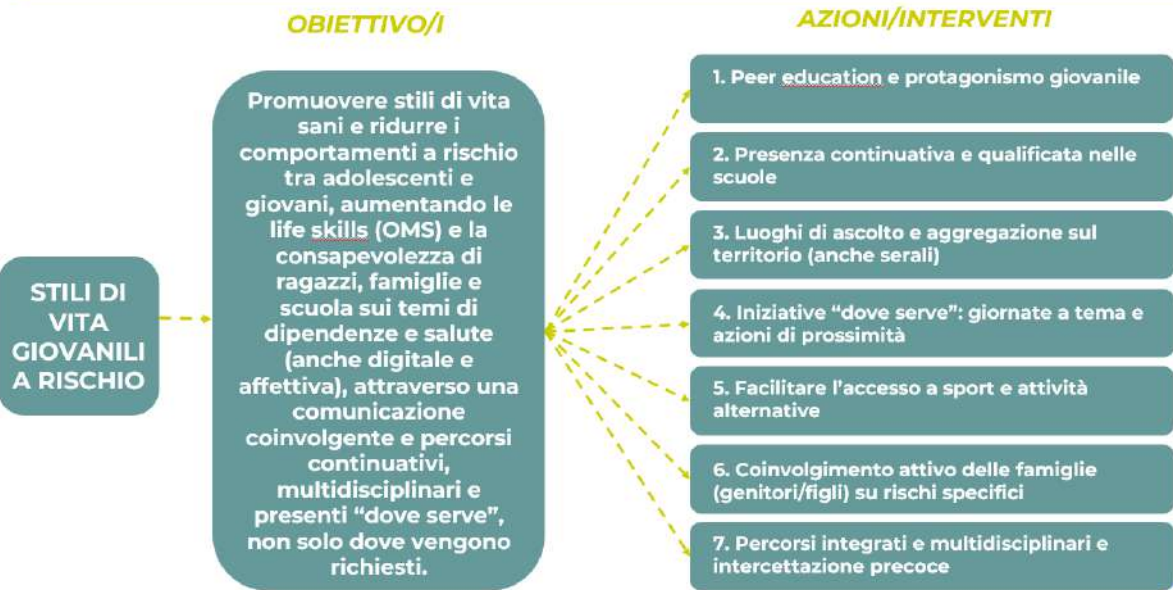 OBIETTIVO/I
AZIONI/INTERVENTI
STILI DI
VITA
GIOVANILI
A RISCHIO
Promuovere stili di vita
sani e ridurre i
comportamenti a rischio
tra adolescenti e
giovani, aumentando le
life skills (OMS) e la
consapevolezza di
ragazzi, famiglie e
scuola sui temi di
dipendenze e salute
(anche digitale e
affettiva), attraverso una
comunicazione
coinvolgente e percorsi
continuativi,
multidisciplinari e
presenti “dove serve”,
non solo dove vengono
richiesti.
1. Peer education e protagonismo giovanile
2. Presenza continuativa e qualificata nelle
scuole
3. Luoghi di ascolto e aggregazione sul
territorio (anche serali)
4. Iniziative “dove serve”: giornate a tema e
azioni di prossimità
5. Facilitare l’accesso a sport e attività
alternative
6. Coinvolgimento attivo delle famiglie
(genitori/figli) su rischi specifici
7. Percorsi integrati e multidisciplinari e
intercettazione precoce